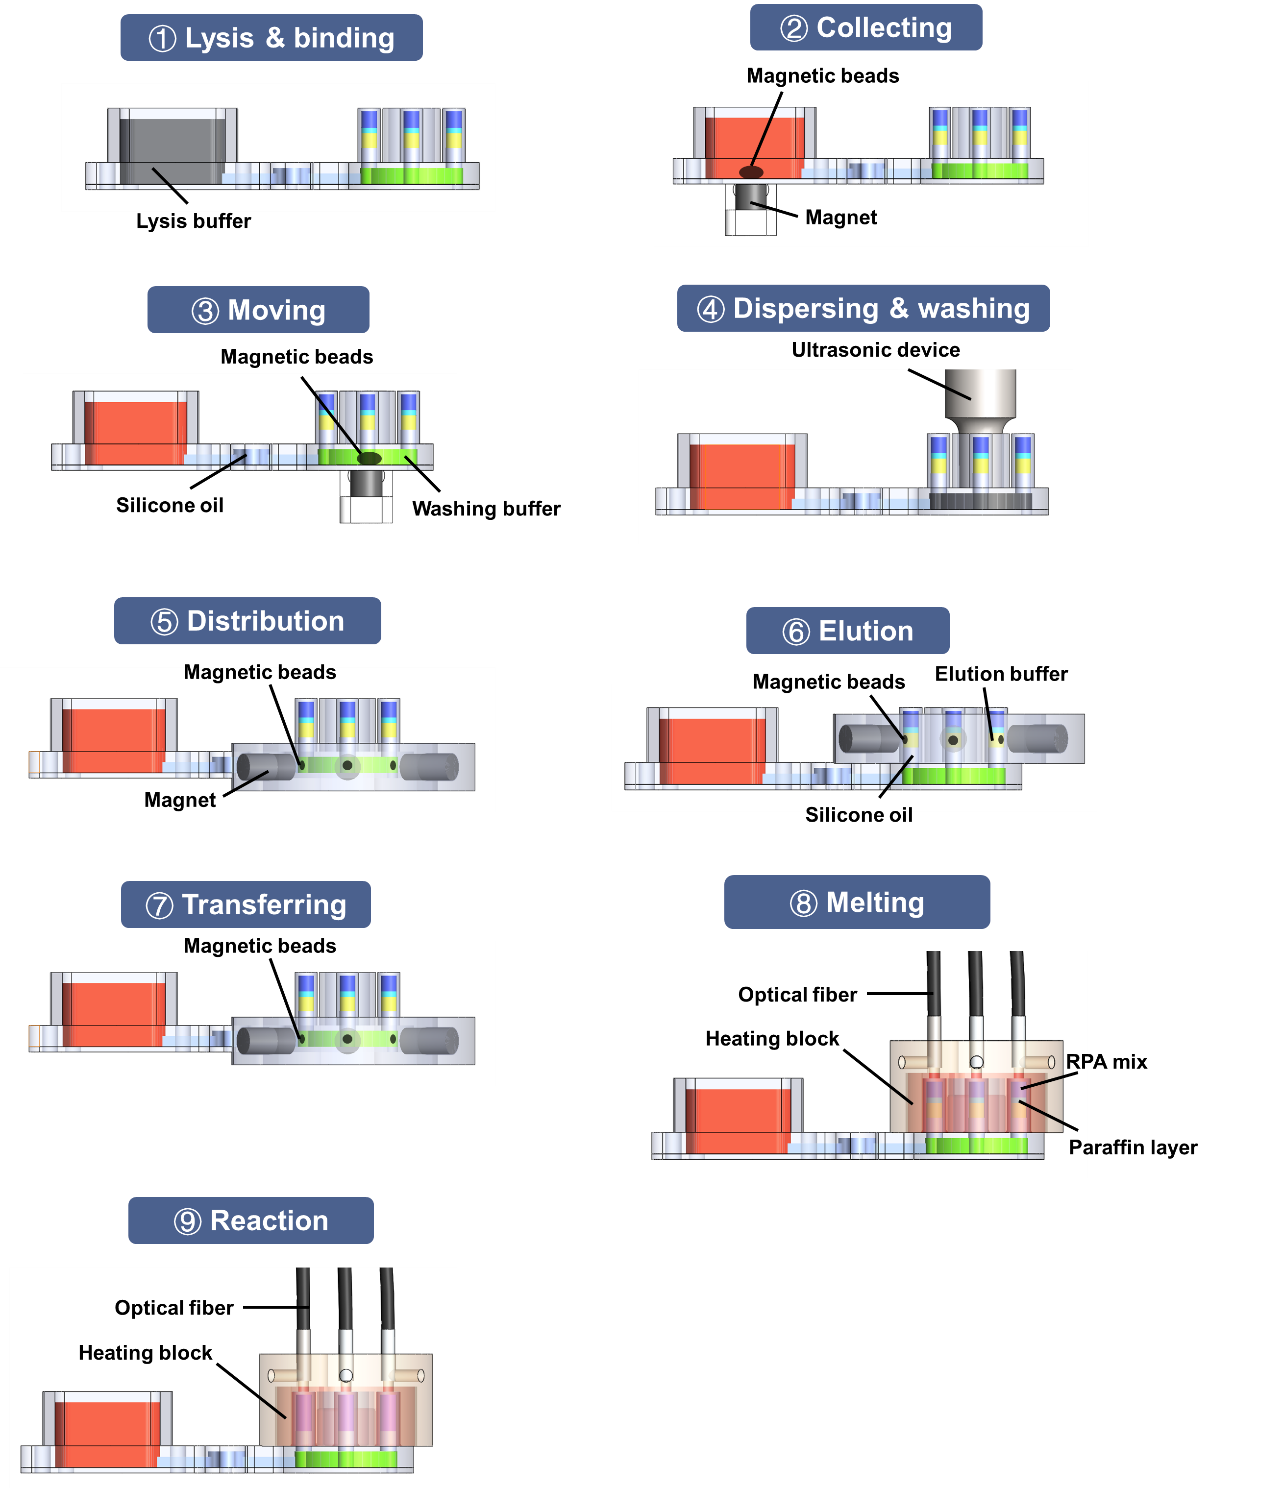 ① Lysis & binding
Lysis buffer
② Collecting
Magnetic beads
Magnet
③ Moving
Magnetic beads
Silicone oil
Washing buffer
④ Dispersing & washing
Ultrasonic device
⑤ Distribution
Magnetic beads
Magnet
⑥ Elution
Magnetic beads
Elution buffer
Silicone oil
⑦ Transferring
Magnetic beads
⑧ Melting
Optical fiber
Heating block
RPA mix
Paraffin layer
⑨ Reaction
Optical fiber
Heating block